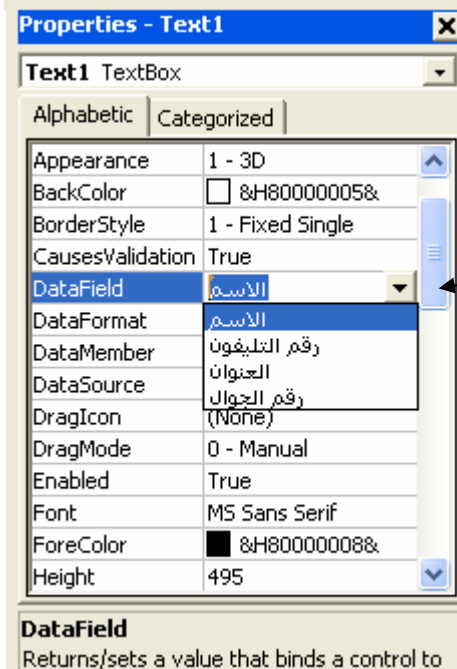 Properties - Text1
Text1 TextBox
Alphabetic Categorized
Appearance 1 - 3D
BackColor &H80000005&
BorderStyle 1 - Fixed Single
CausesValidation True
DataField الاسم
DataFormat الاسم
DataMember رقم التليفون
DataSource العنوان
رقم الجوال
DragIcon (None)
DragMode 0 - Manual
Enabled True
Font MS Sans Serif
ForeColor &H80000008&
Height 495
DataField
Returns/sets a value that binds a control to